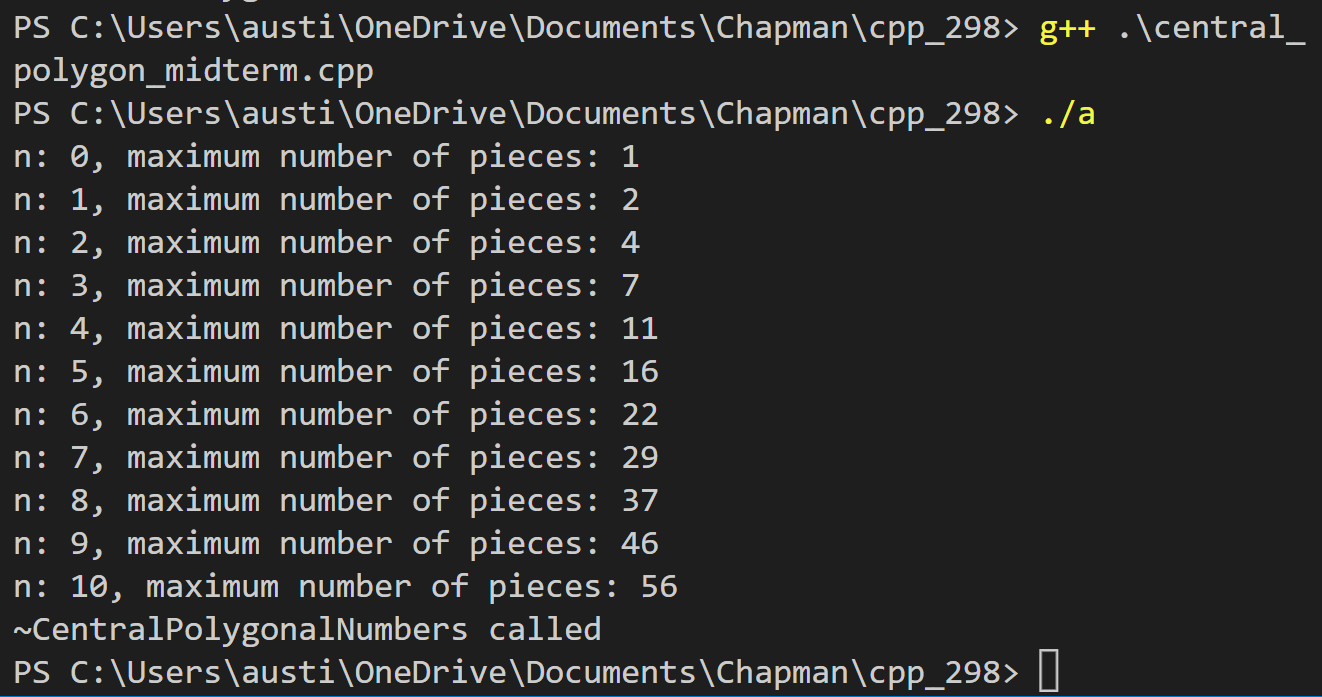 PS C:\Users\austi\OneDrive\Documents\Chapman\cpp_298> g++ .\central_
polygon_midterm.cpp
PS C:\Users\austi\OneDrive\Documents\Chapman\cpp_298> ./a
n: 0, maximum number of pieces: 1
n: 1, maximum number of pieces: 2
n: 2, maximum number of pieces: 4
n: 3, maximum number of pieces: 7
n: 4, maximum number of pieces: 11
n: 5, maximum number of pieces: 16
n: 6, maximum number of pieces: 22
n: 7, maximum number of pieces: 29
n: 8, maximum number of pieces: 37
n: 9, maximum number of pieces: 46
n: 10, maximum number of pieces: 56
~CentralPolygonalNumbers called
PS C:\Users\austi\OneDrive\Documents\Chapman\cpp_298>